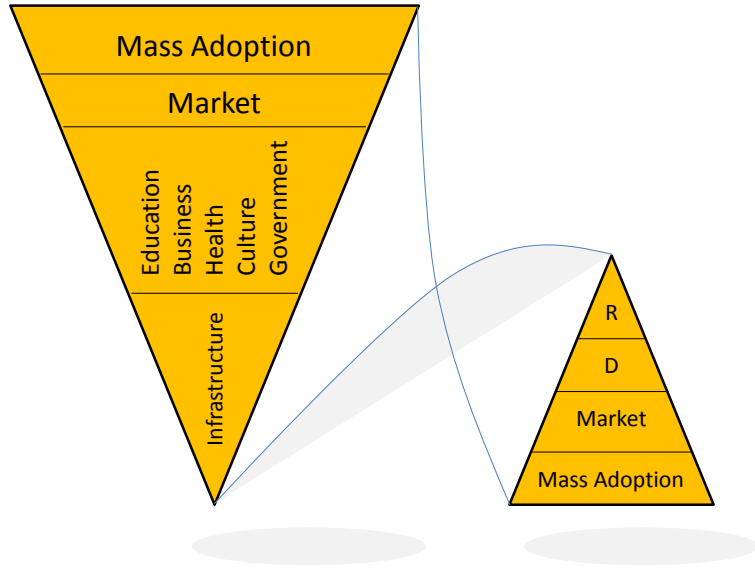 Mass Adoption
Market
Education
Business
Health
Culture
Government
Infrastructure
R
D
Market
Mass Adoption